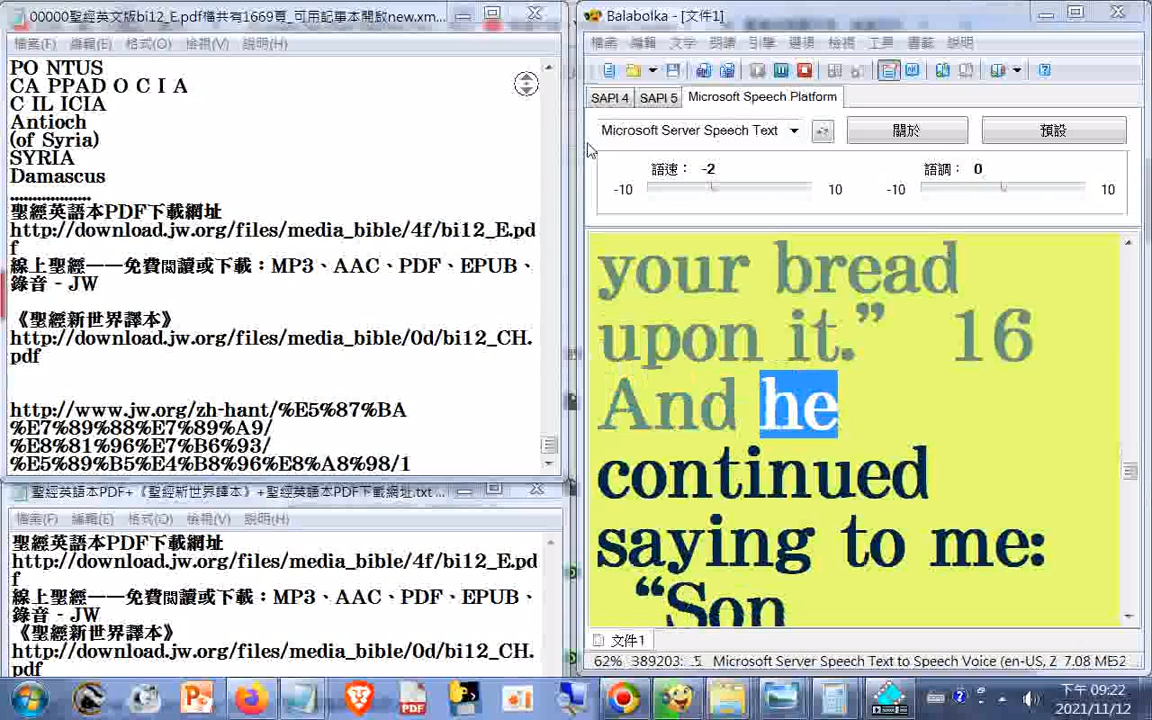 00000聖經英文版bi12_E.pdf檔共有1669頁_可用記事本開啟new.xm...
檔案(F) 編輯(E) 格式(O) 檢視(V) 說明(H)
PO NTUS
CA PPAD O C I A
C IL ICIA
Antioch
(of Syria)
SYRIA
Damascus
..................
聖經英語本PDF下載網址
http://download.jw.org/files/media_bible/4f/bi12_E.pd
f
線上聖經——免費閱讀或下載：MP3、AAC、PDF、EPUB、
錄音 - JW
《聖經新世界譯本》
http://download.jw.org/files/media_bible/0d/bi12_CH.
pdf
http://www.jw.org/zh-hant/%E5%87%BA
%E7%89%88%E7%89%A9/
%E8%81%96%E7%B6%93/
%E5%89%B5%E4%B8%96%E8%A8%98/1
聖經英語本PDF+《聖經新世界譯本》+聖經英語本PDF下載網址.txt ...
檔案(F) 編輯(E) 格式(O) 檢視(V) 說明(H)
聖經英語本PDF下載網址
http://download.jw.org/files/media_bible/4f/bi12_E.pd
f
線上聖經——免費閱讀或下載：MP3、AAC、PDF、EPUB、
錄音 - JW
《聖經新世界譯本》
http://download.jw.org/files/media_bible/0d/bi12_CH.
pdf
Balabolka - [文件1]
檔案 編輯 文字 朗讀 引擎 選項 檢視 工具 書籤 說明
SAPI 4 SAPI 5 Microsoft Speech Platform
Microsoft Server Speech Text 關於 預設
語速： -2 語調： 0
-10 10 -10 10
your bread
upon it.” 16
And he
continued
saying to me:
“Son
文件1
62% 389203: Microsoft Server Speech Text to Speech Voice (en-US, Z 7.08 MB52
下午 09:22
2021/11/12